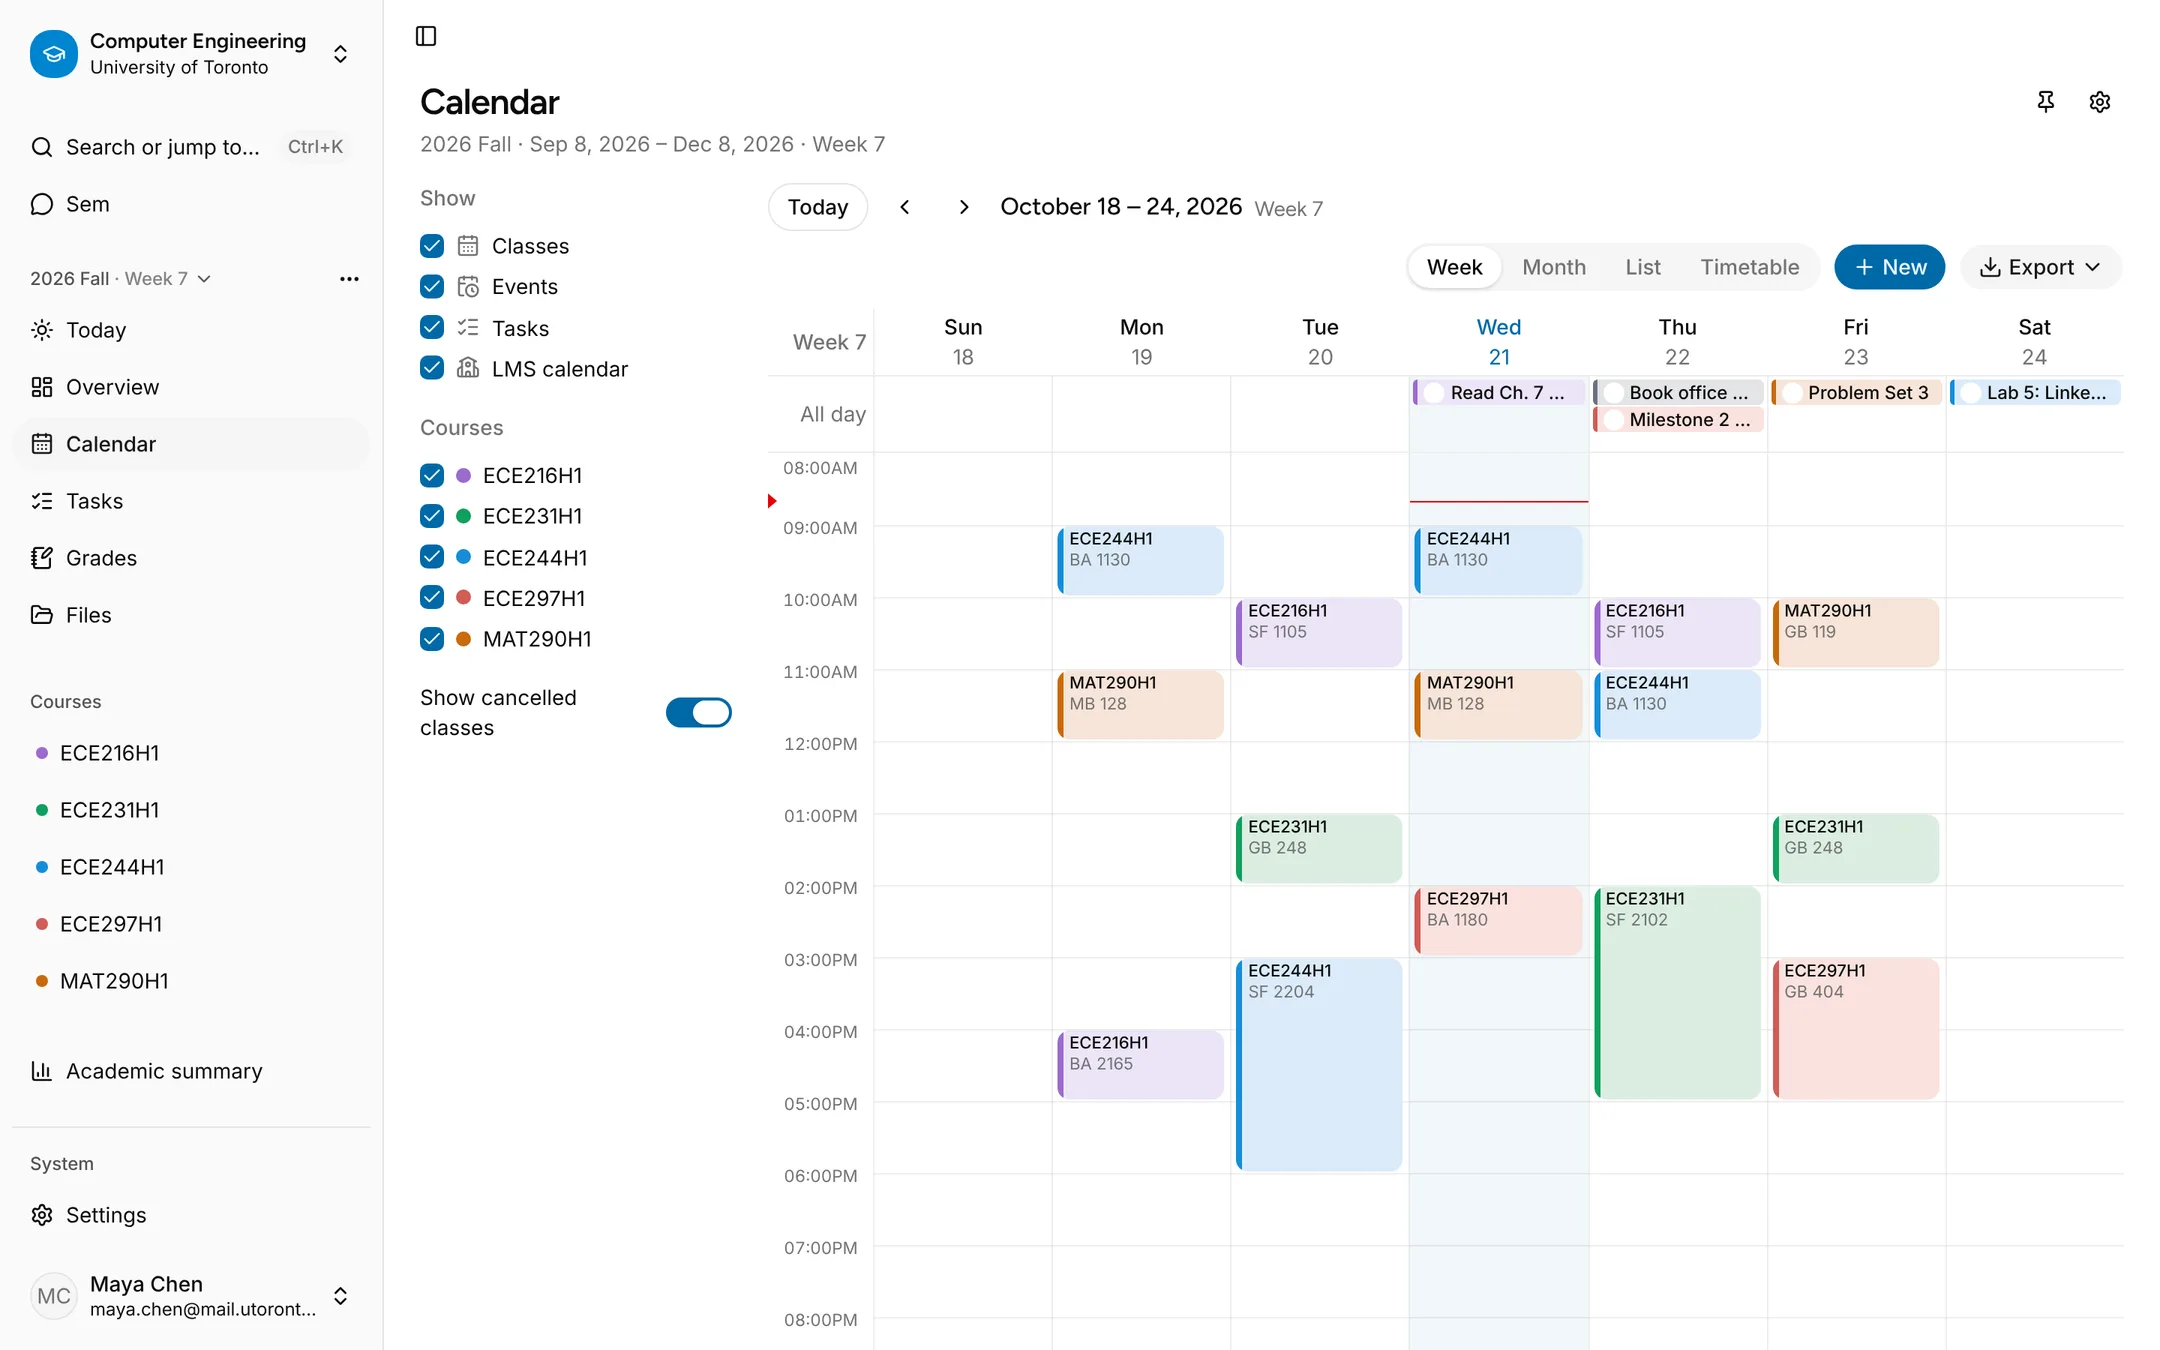 Computer Engineering
University of Toronto
Search or jump to... Ctrl+K
Sem
2026 Fall · Week 7
Today
Overview
Calendar
Tasks
Grades
Files
Courses
ECE216H1
ECE231H1
ECE244H1
ECE297H1
MAT290H1
Academic summary
System
Settings
MC
Maya Chen
maya.chen@mail.utoront...
Calendar
2026 Fall · Sep 8, 2026 – Dec 8, 2026 · Week 7
Show
Classes
Events
Tasks
LMS calendar
Courses
ECE216H1
ECE231H1
ECE244H1
ECE297H1
MAT290H1
Show cancelled
classes
Today
October 18 – 24, 2026 Week 7
Week Month List Timetable
New
Export
Week 7
Sun 18
Mon 19
Tue 20
Wed 21
Thu 22
Fri 23
Sat 24
All day
Read Ch. 7 ...
Book office ...
Milestone 2 ...
Problem Set 3
Lab 5: Linke...
08:00AM
09:00AM
10:00AM
11:00AM
12:00PM
01:00PM
02:00PM
03:00PM
04:00PM
05:00PM
06:00PM
07:00PM
08:00PM
ECE244H1
BA 1130
MAT290H1
MB 128
ECE216H1
BA 2165
ECE216H1
SF 1105
ECE231H1
GB 248
ECE244H1
SF 2204
ECE244H1
BA 1130
MAT290H1
MB 128
ECE297H1
BA 1180
ECE216H1
SF 1105
ECE244H1
BA 1130
ECE231H1
SF 2102
MAT290H1
GB 119
ECE231H1
GB 248
ECE297H1
GB 404